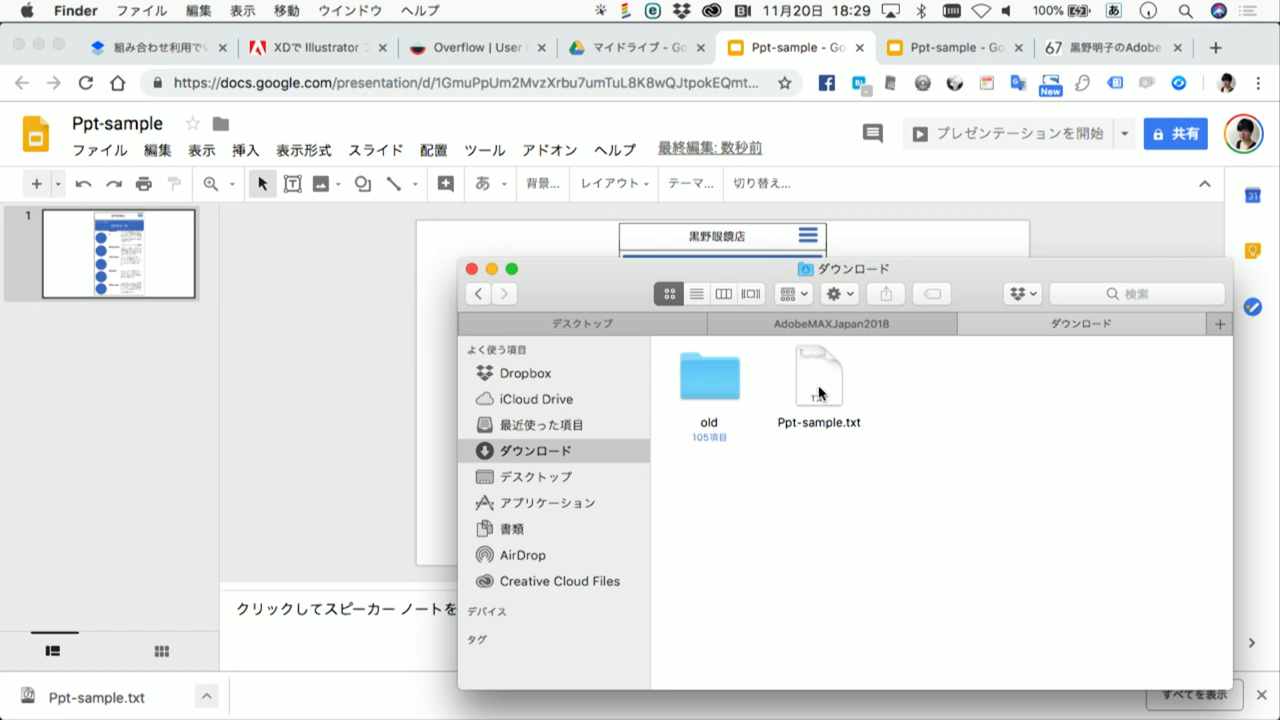 Finder ファイル 編集 表示 移動 ウインドウ ヘルプ 11月20日 18:29 100% あ
組み合わせ利用でい XDで Illustrator Overflow | User マイドライブ - Go Ppt-sample - Go Ppt-sample - Go 67 黒野明子のAdobe
https://docs.google.com/presentation/d/1GmuPpUm2MvzXrbu7umTuL8K8wQJtpokEQmt... New
Ppt-sample
プレゼンテーションを開始 共有
ファイル 編集 表示 挿入 表示形式 スライド 配置 ツール アドオン ヘルプ 最終編集: 数秒前
あ 背景... レイアウト テーマ... 切り替え... 31
1
黒野眼鏡店
ダウンロード
検索
デスクトップ AdobeMAXJapan2018 ダウンロード
よく使う項目
Dropbox
iCloud Drive
最近使った項目
ダウンロード
デスクトップ
アプリケーション
書類
AirDrop
Creative Cloud Files
デバイス
タグ
old
105項目
Ppt-sample.txt
クリックしてスピーカー ノートを
Ppt-sample.txt
すべてを表示